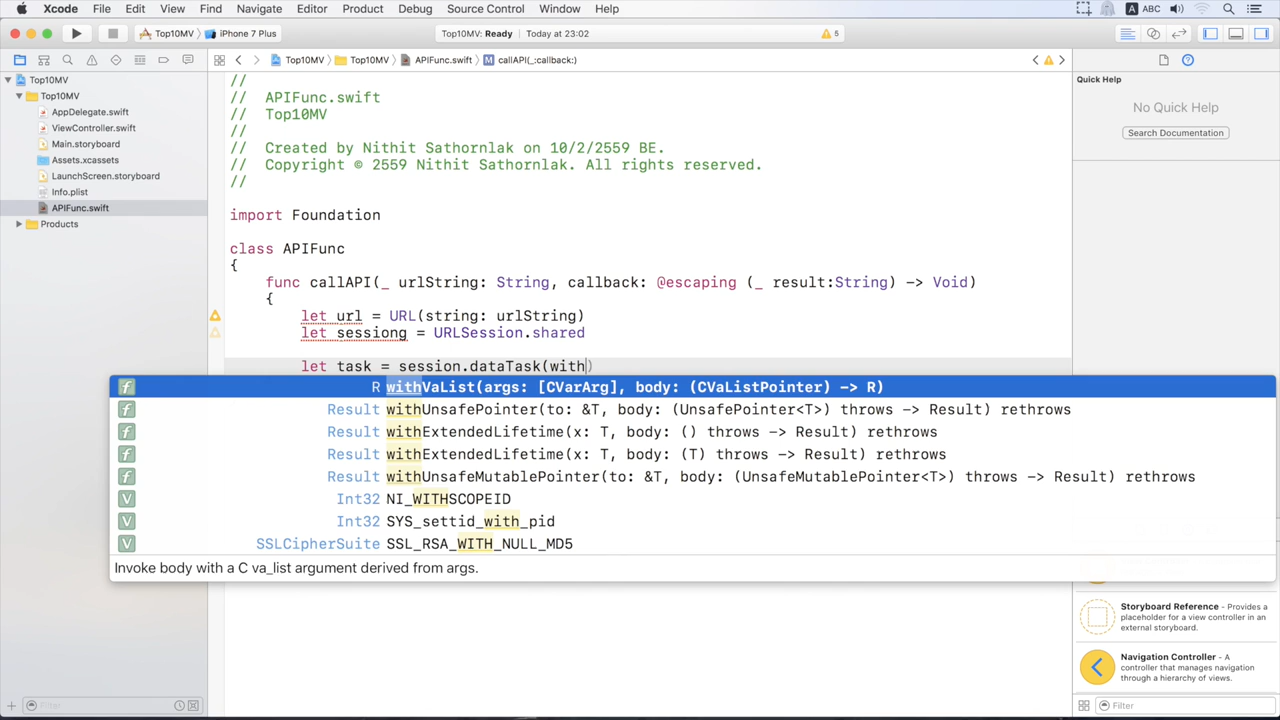 Xcode File Edit View Find Navigate Editor Product Debug Source Control Window Help A ABC
Top10MV iPhone 7 Plus Top10MV: Ready Today at 23:02 5
Top10MV Top10MV APIFunc.swift M callAPI(_:callback:)
Top10MV
Top10MV
AppDelegate.swift
ViewController.swift
Main.storyboard
Assets.xcassets
LaunchScreen.storyboard
Info.plist
APIFunc.swift
Products
//
// APIFunc.swift
// Top10MV
//
// Created by Nithit Sathornlak on 10/2/2559 BE.
// Copyright © 2559 Nithit Sathornlak. All rights reserved.
//
import Foundation
class APIFunc
{
func callAPI(_ urlString: String, callback: @escaping (_ result:String) -> Void)
{
let url = URL(string: urlString)
let sessiong = URLSession.shared
let task = session.dataTask(with)
f R withVaList(args: [CVarArg], body: (CVaListPointer) -> R)
f Result withUnsafePointer(to: &T, body: (UnsafePointer<T>) throws -> Result) rethrows
f Result withExtendedLifetime(x: T, body: () throws -> Result) rethrows
f Result withExtendedLifetime(x: T, body: (T) throws -> Result) rethrows
f Result withUnsafeMutablePointer(to: &T, body: (UnsafeMutablePointer<T>) throws -> Result) rethrows
V Int32 NI_WITHSCOPEID
V Int32 SYS_settid_with_pid
V SSLCipherSuite SSL_RSA_WITH_NULL_MD5
Invoke body with a C va_list argument derived from args.
Quick Help
No Quick Help
Search Documentation
Storyboard Reference - Provides a
placeholder for a view controller in an
external storyboard.
Navigation Controller - A
controller that manages navigation
through a hierarchy of views.
Filter
Filter